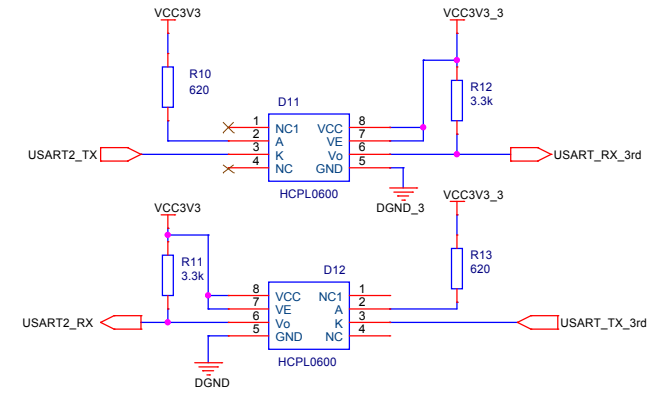 VCC3V3
VCC3V3_3
R10
620
R12
3.3k
D11
1
2
3
4
NC1
A
K
NC
VCC
VE
Vo
GND
8
7
6
5
USART2_TX
USART_RX_3rd
HCPL0600
DGND_3
VCC3V3
VCC3V3_3
R11
3.3k
R13
620
D12
8
7
6
5
VCC
VE
Vo
GND
NC1
A
K
NC
1
2
3
4
USART2_RX
USART_TX_3rd
HCPL0600
DGND